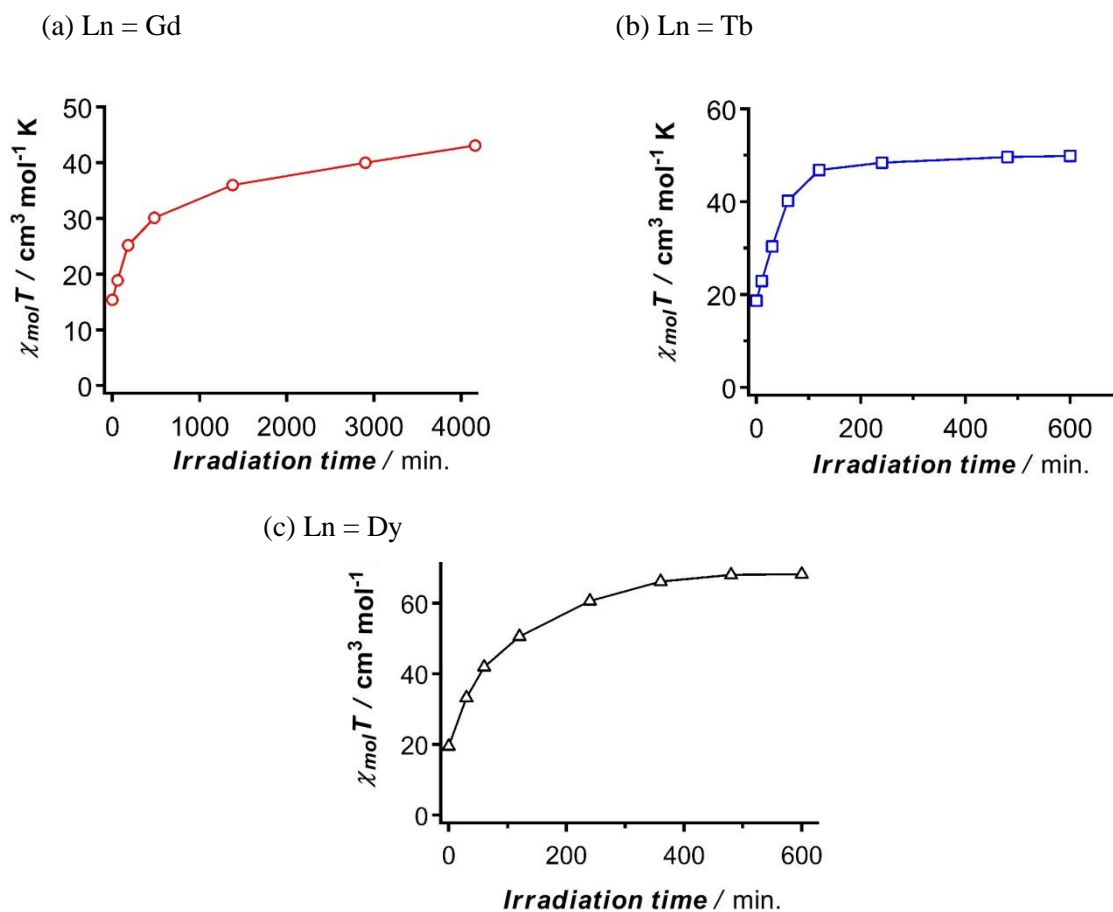 (a) Ln = Gd
(b) Ln = Tb
50
40
30
20
10
0
χmolT / cm³ mol⁻¹ K
0 1000 2000 3000 4000
Irradiation time / min.
60
40
20
0
χmolT / cm³ mol⁻¹ K
0 200 400 600
Irradiation time / min.
(c) Ln = Dy
60
40
20
0
χmolT / cm³ mol⁻¹
0 200 400 600
Irradiation time / min.